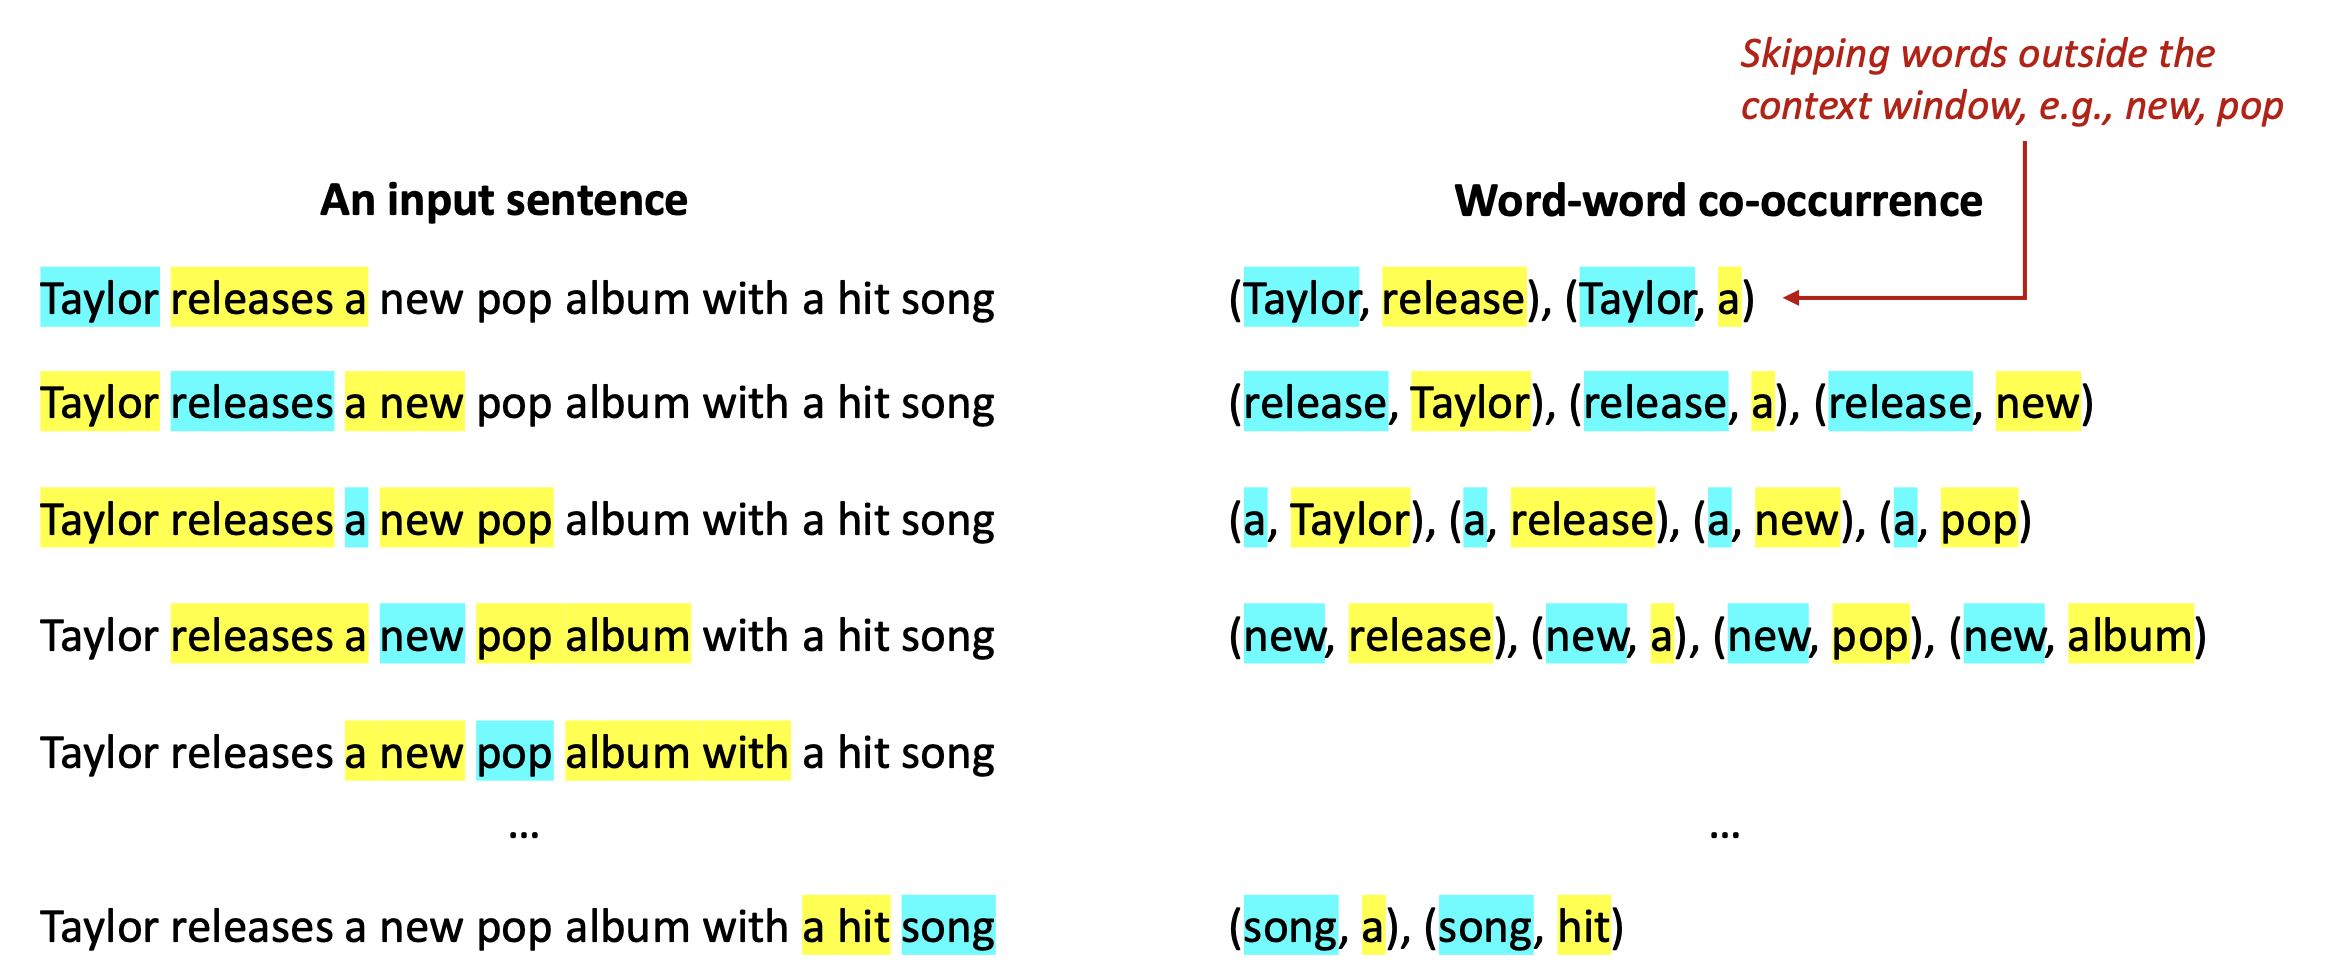 Skipping words outside the
context window, e.g., new, pop
An input sentence
Word-word co-occurrence
Taylor releases a new pop album with a hit song
(Taylor, release), (Taylor, a)
Taylor releases a new pop album with a hit song
(release, Taylor), (release, a), (release, new)
Taylor releases a new pop album with a hit song
(a, Taylor), (a, release), (a, new), (a, pop)
Taylor releases a new pop album with a hit song
(new, release), (new, a), (new, pop), (new, album)
Taylor releases a new pop album with a hit song
...
...
Taylor releases a new pop album with a hit song
(song, a), (song, hit)